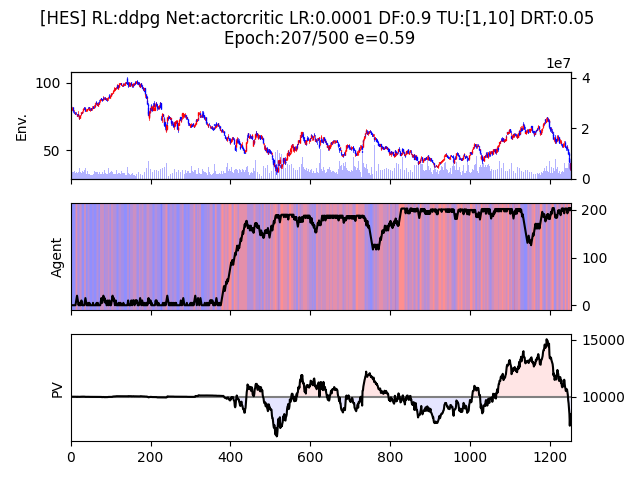 [HES] RL:ddpg Net:actorcritic LR:0.0001 DF:0.9 TU:[1,10] DRT:0.05
Epoch:207/500 e=0.59
1e7
100
50
Env.
4
2
0
Agent
200
100
0
PV
15000
10000
0 200 400 600 800 1000 1200